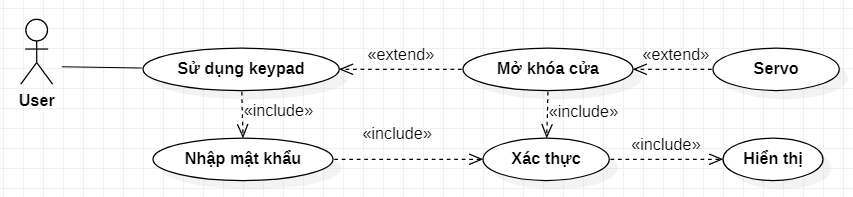 «extend»
«extend»
Sử dụng keypad
Mở khóa cửa
Servo
User
«include»
«include»
«include»
«include»
Nhập mật khẩu
Xác thực
Hiển thị